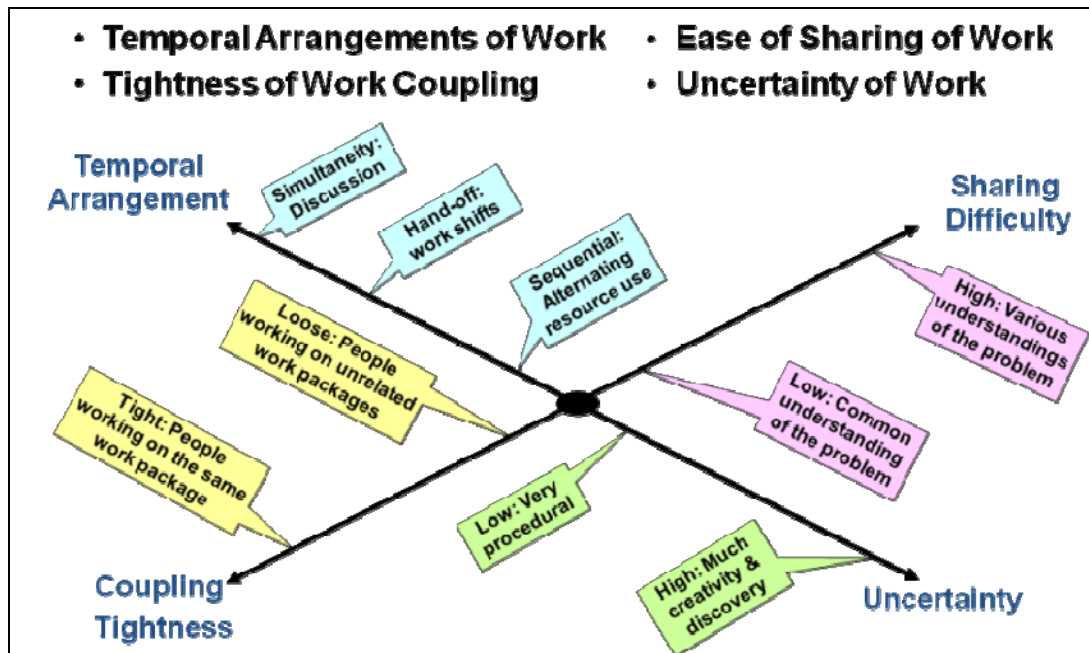 • Temporal Arrangements of Work
• Ease of Sharing of Work
• Tightness of Work Coupling
• Uncertainty of Work
Temporal
Arrangement
Simultaneity:
Discussion
Hand-off:
work shifts
Sequential:
Alternating
resource use
Sharing
Difficulty
High: Various
understandings
of the problem
Low: Common
understanding
of the problem
Loose: People
working on unrelated
work packages
Tight: People
working on the same
work package
Coupling
Tightness
Low: Very
procedural
High: Much
creativity &
discovery
Uncertainty